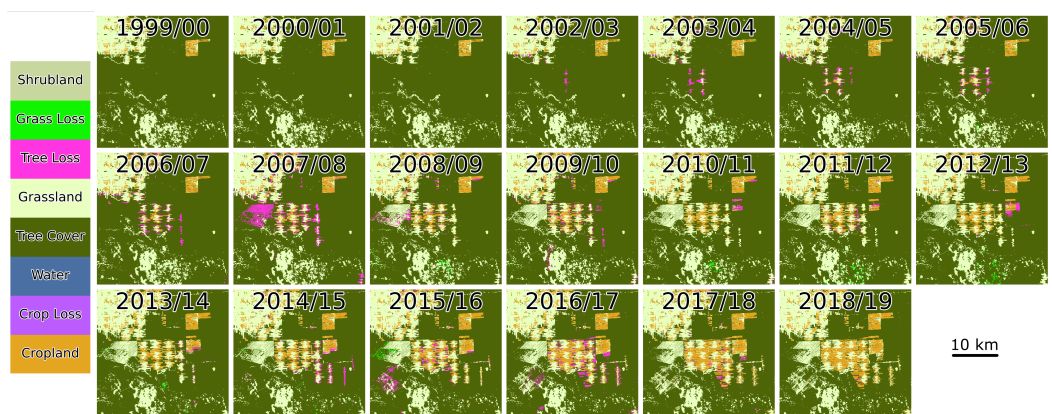 1999/00 2000/01 2001/02 2002/03 2003/04 2004/05 2005/06
Shrubland
Grass Loss
Tree Loss
Grassland
Tree Cover
Water
Crop Loss
Cropland
2006/07 2007/08 2008/09 2009/10 2010/11 2011/12 2012/13
2013/14 2014/15 2015/16 2016/17 2017/18 2018/19
10 km